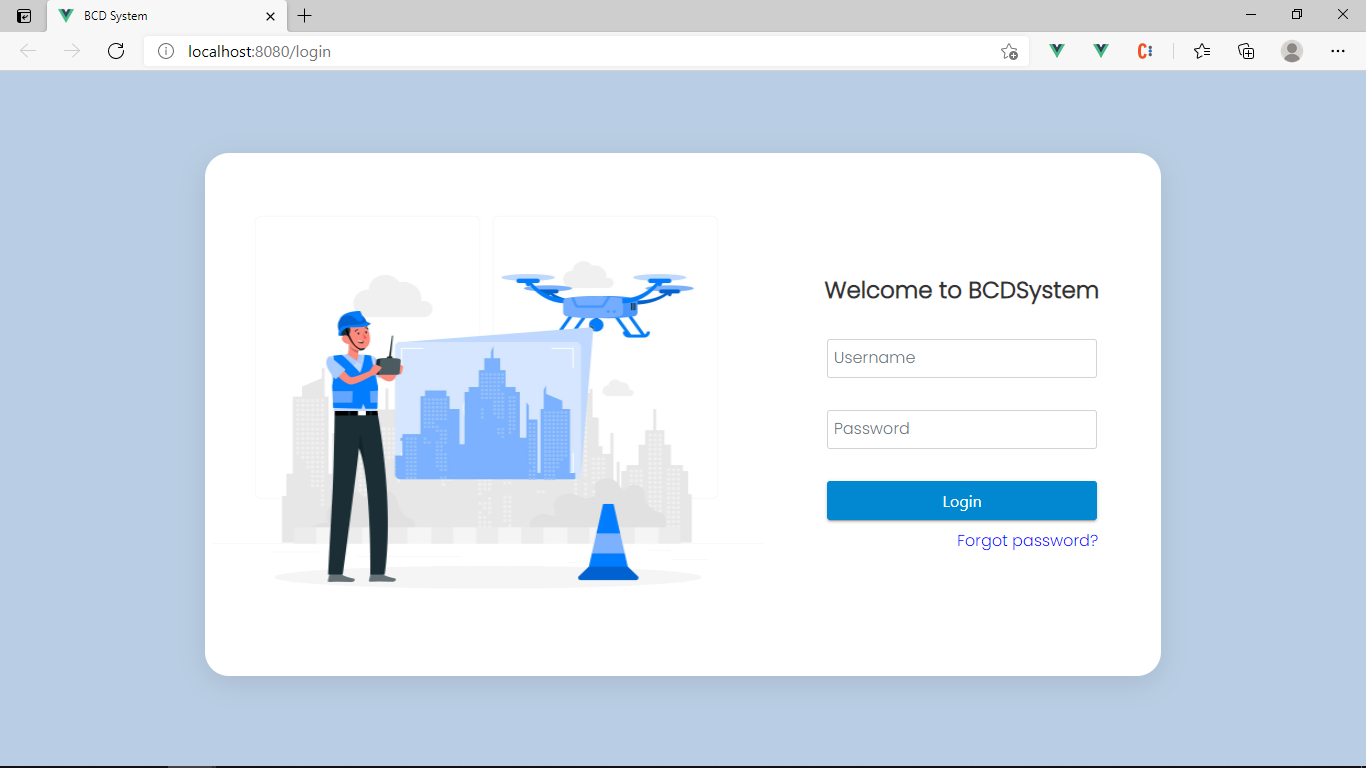 BCD System
localhost:8080/login
Welcome to BCDSystem
Username
Password
Login
Forgot password?